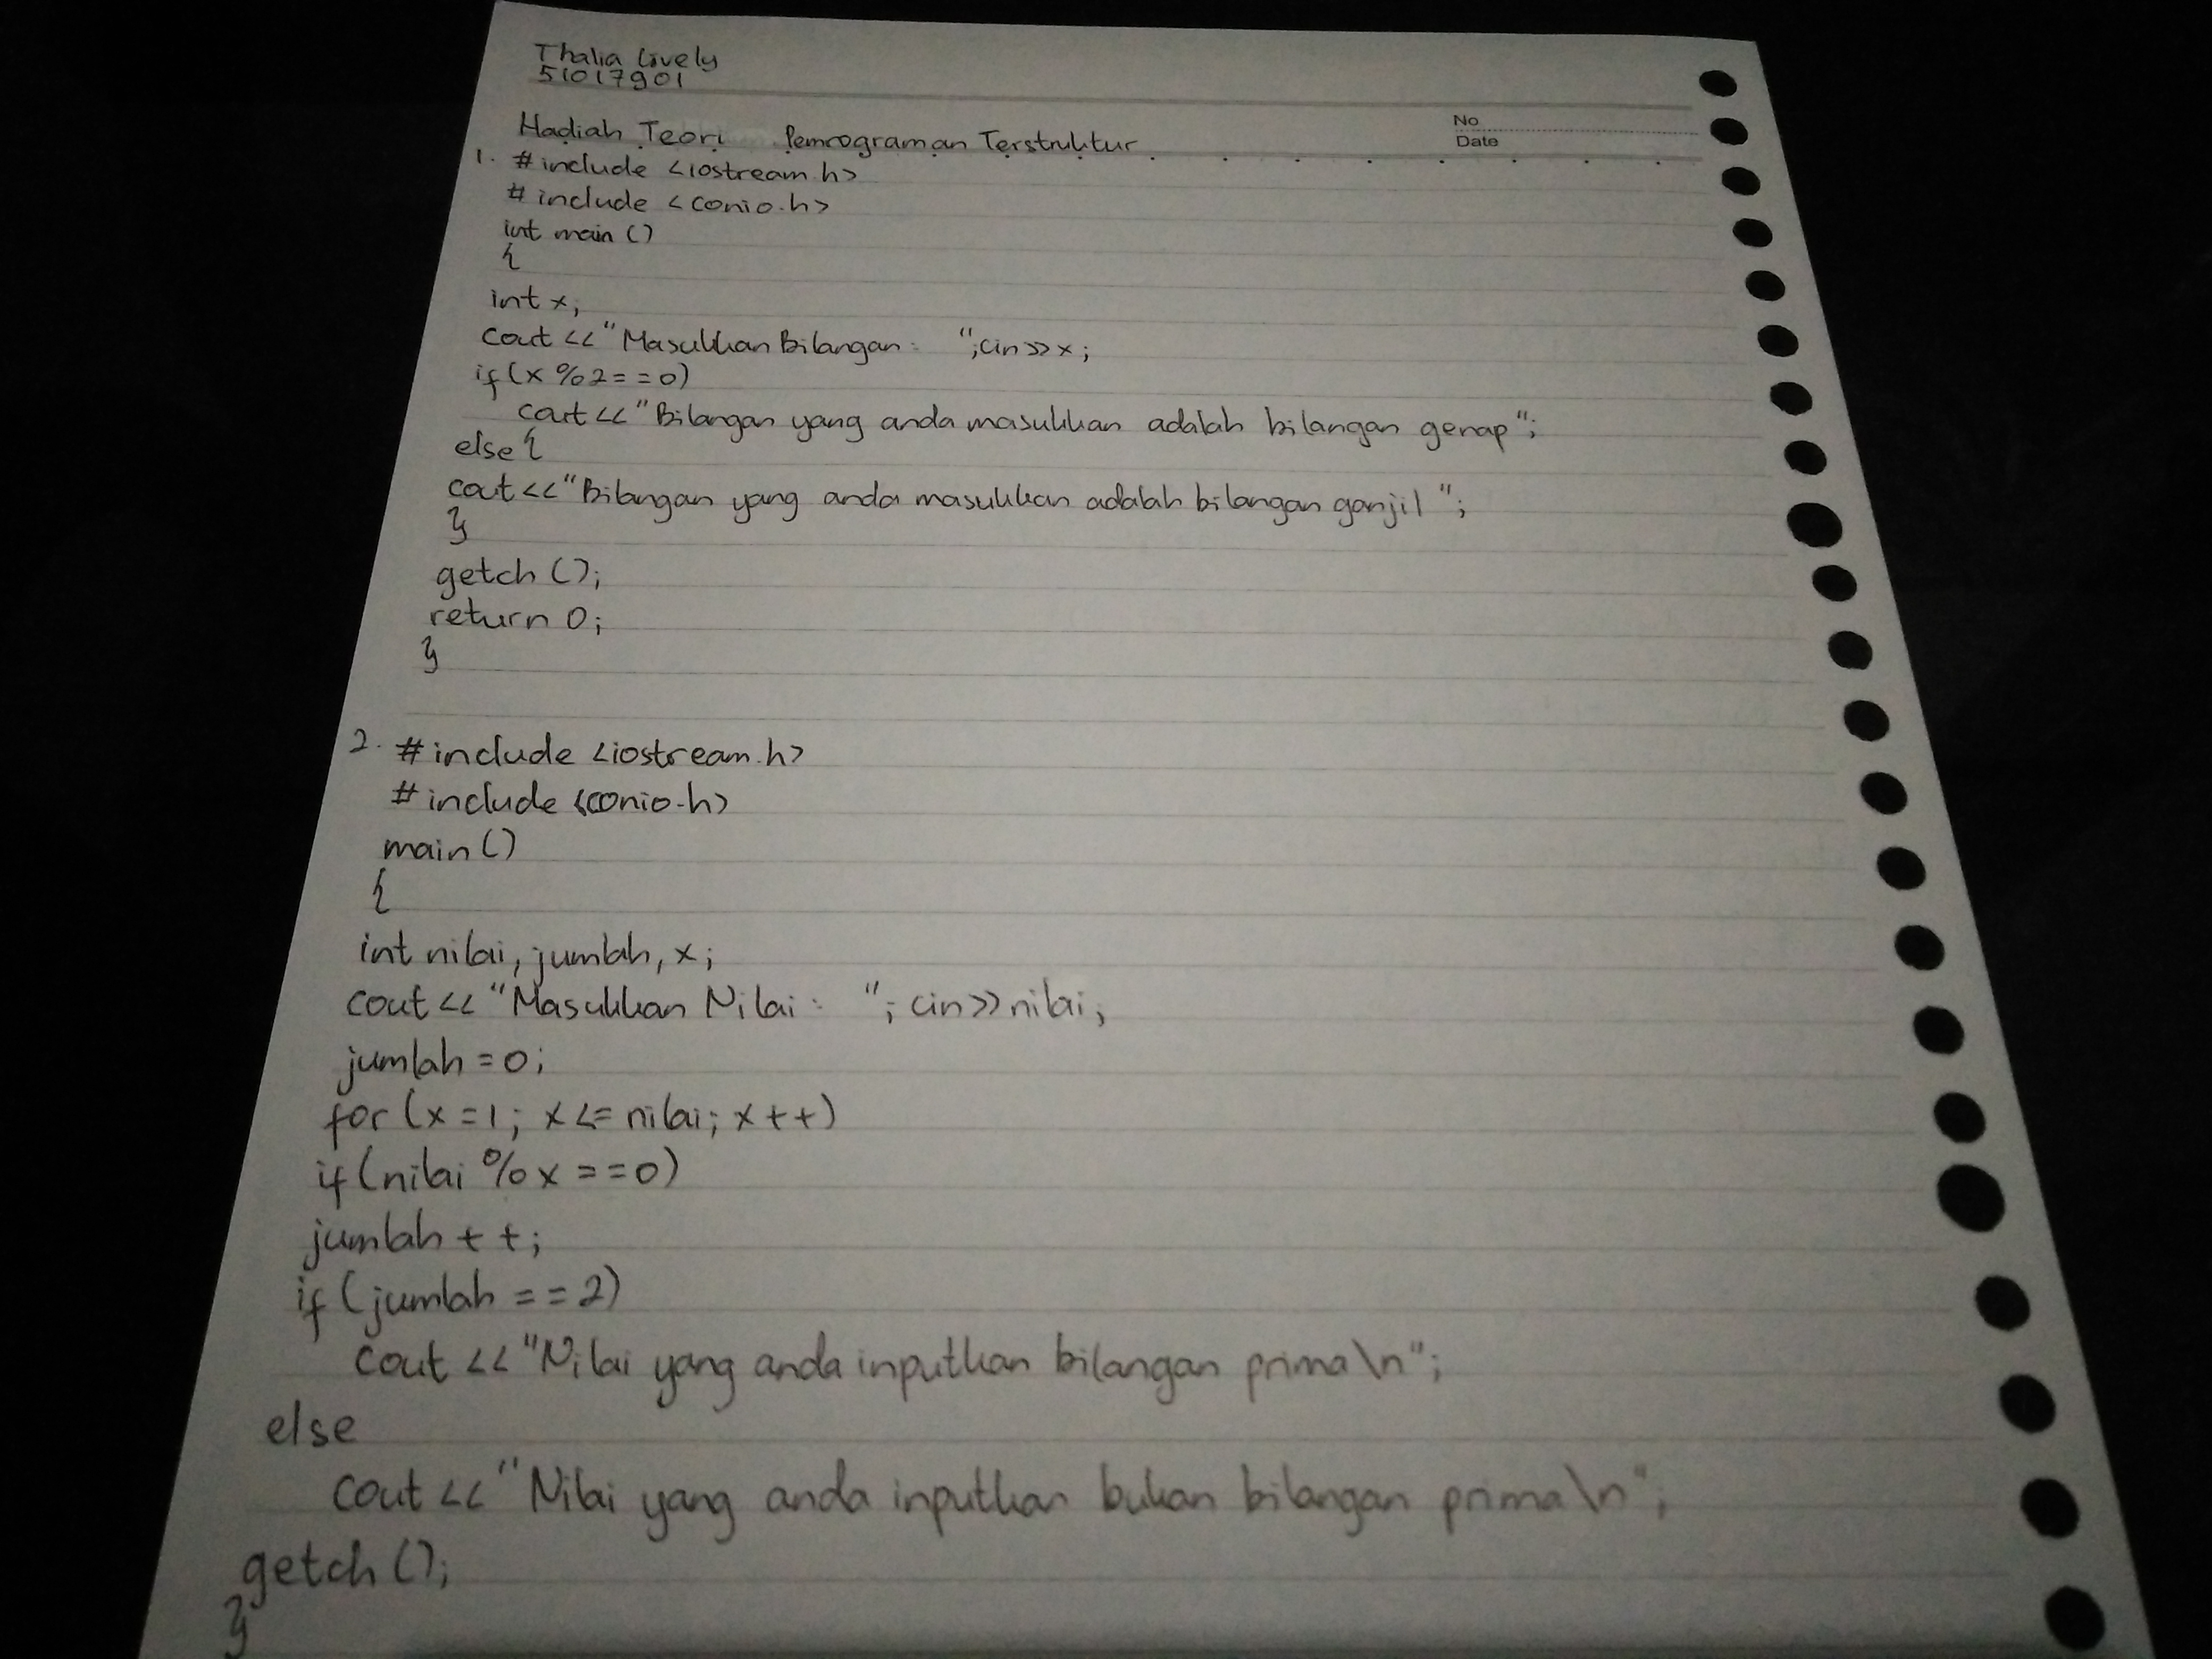 Thalia Lively
51017901
Hadiah Teori Pemrograman Terstruktur
No
Date
1. #include <iostream.h>
#include <conio.h>
int main ()
{
int x;
cout << "Masukkan Bilangan : "; cin >> x;
if (x % 2 == 0)
cout << "Bilangan yang anda masukkan adalah bilangan genap";
else {
cout << "Bilangan yang anda masukkan adalah bilangan ganjil ";
}
getch ();
return 0;
}
2. #include <iostream.h>
#include <conio.h>
main ()
{
int nilai, jumlah, x;
cout << "Masukkan Nilai : "; cin >> nilai;
jumlah = 0;
for (x = 1; x <= nilai; x ++)
if (nilai % x == 0)
jumlah ++;
if (jumlah == 2)
cout << "Nilai yang anda inputkan bilangan prima \n";
else
cout << "Nilai yang anda inputkan bukan bilangan prima \n";
getch ();
}